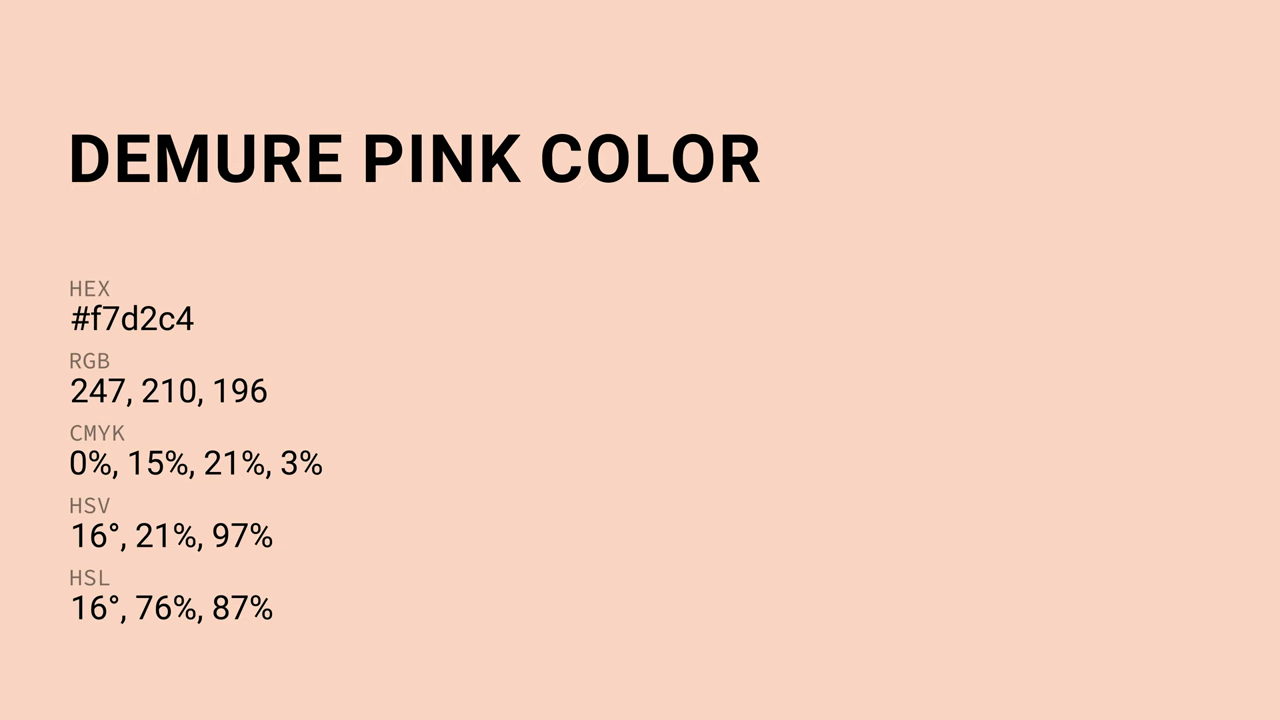 DEMURE PINK COLOR
HEX
#f7d2c4
RGB
247, 210, 196
CMYK
0%, 15%, 21%, 3%
HSV
16°, 21%, 97%
HSL
16°, 76%, 87%